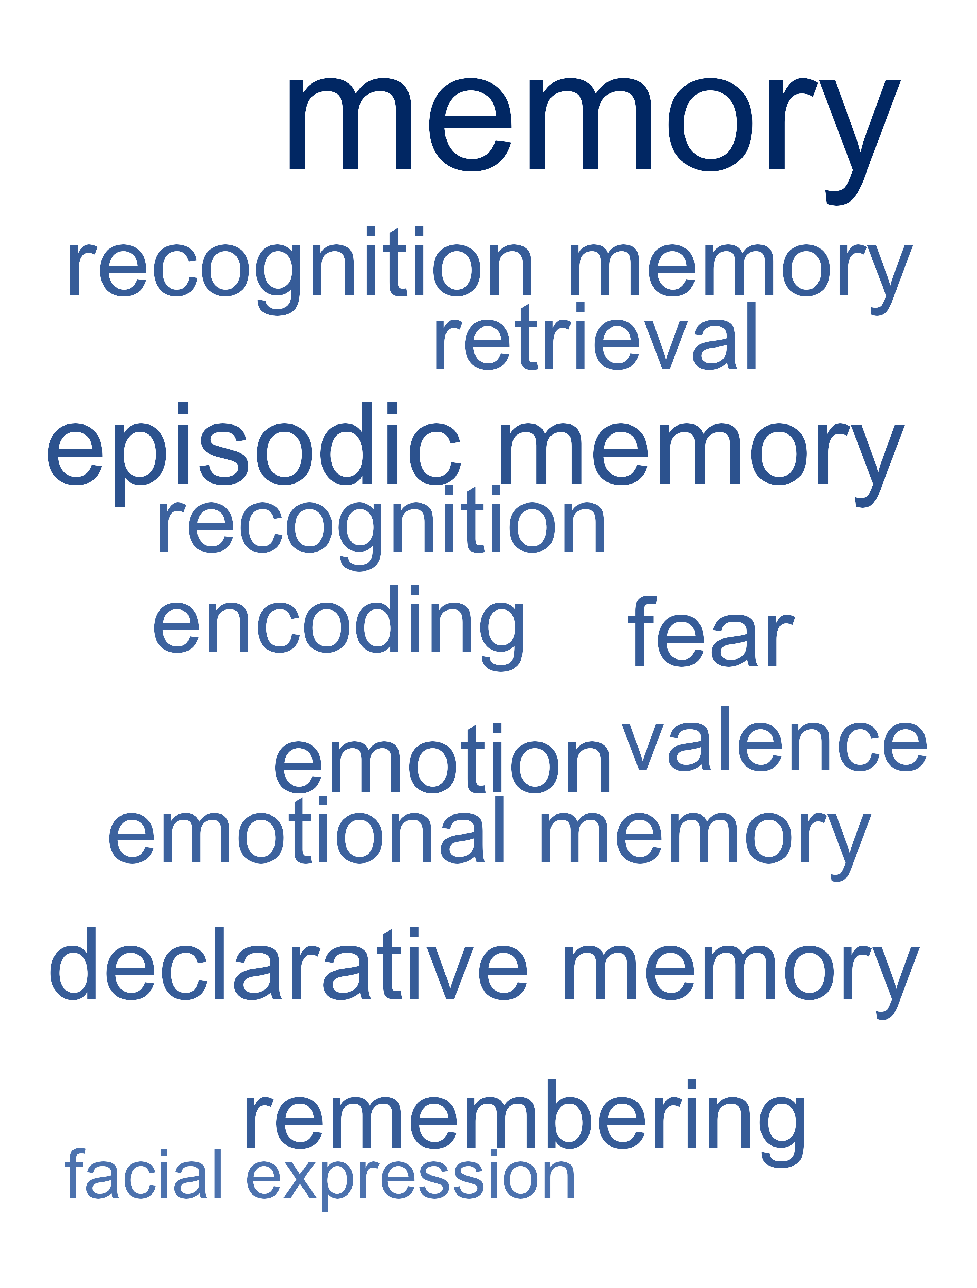 memory
recognition memory
retrieval
episodic memory
recognition
encoding
fear
valence
emotion
emotional memory
declarative memory
remembering
facial expression